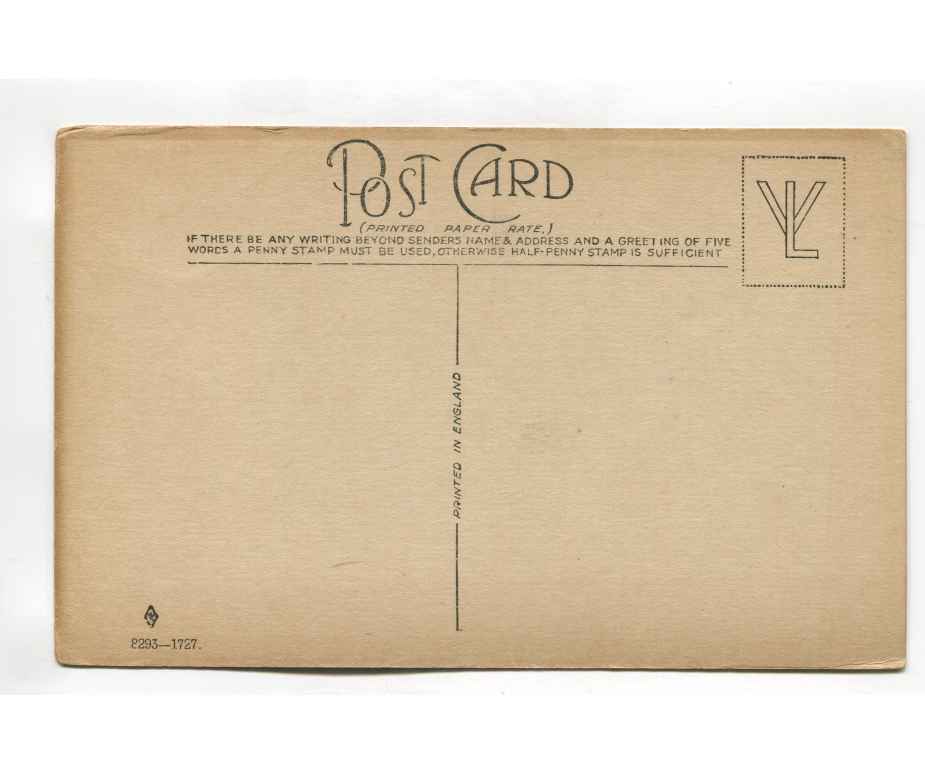 POST CARD
(PRINTED PAPER RATE.)
IF THERE BE ANY WRITING BEYOND SENDERS NAME & ADDRESS AND A GREETING OF FIVE
WORDS A PENNY STAMP MUST BE USED, OTHERWISE HALF-PENNY STAMP IS SUFFICIENT
PRINTED IN ENGLAND
8293—1727.